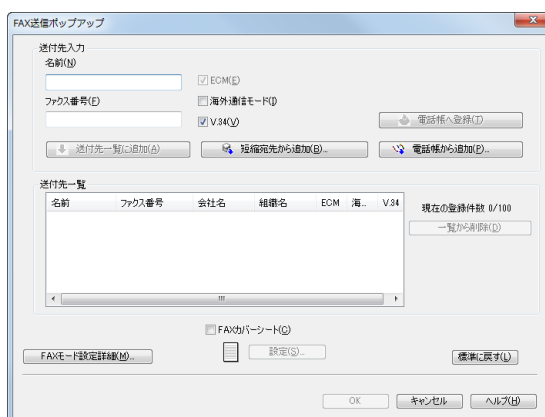 FAX送信ポップアップ
送付先入力
名前(N)
ECM(E)
ファクス番号(F)
海外通信モード(I)
V.34(V)
電話帳へ登録(T)
送付先一覧に追加(A)
短縮宛先から追加(B)...
電話帳から追加(P)...
送付先一覧
名前 ファクス番号 会社名 組織名 ECM 海... V.34
現在の登録件数 0/100
一覧から削除(D)
FAXカバーシート(C)
FAXモード設定詳細(M)...
設定(S)...
標準に戻す(L)
OK キャンセル ヘルプ(H)